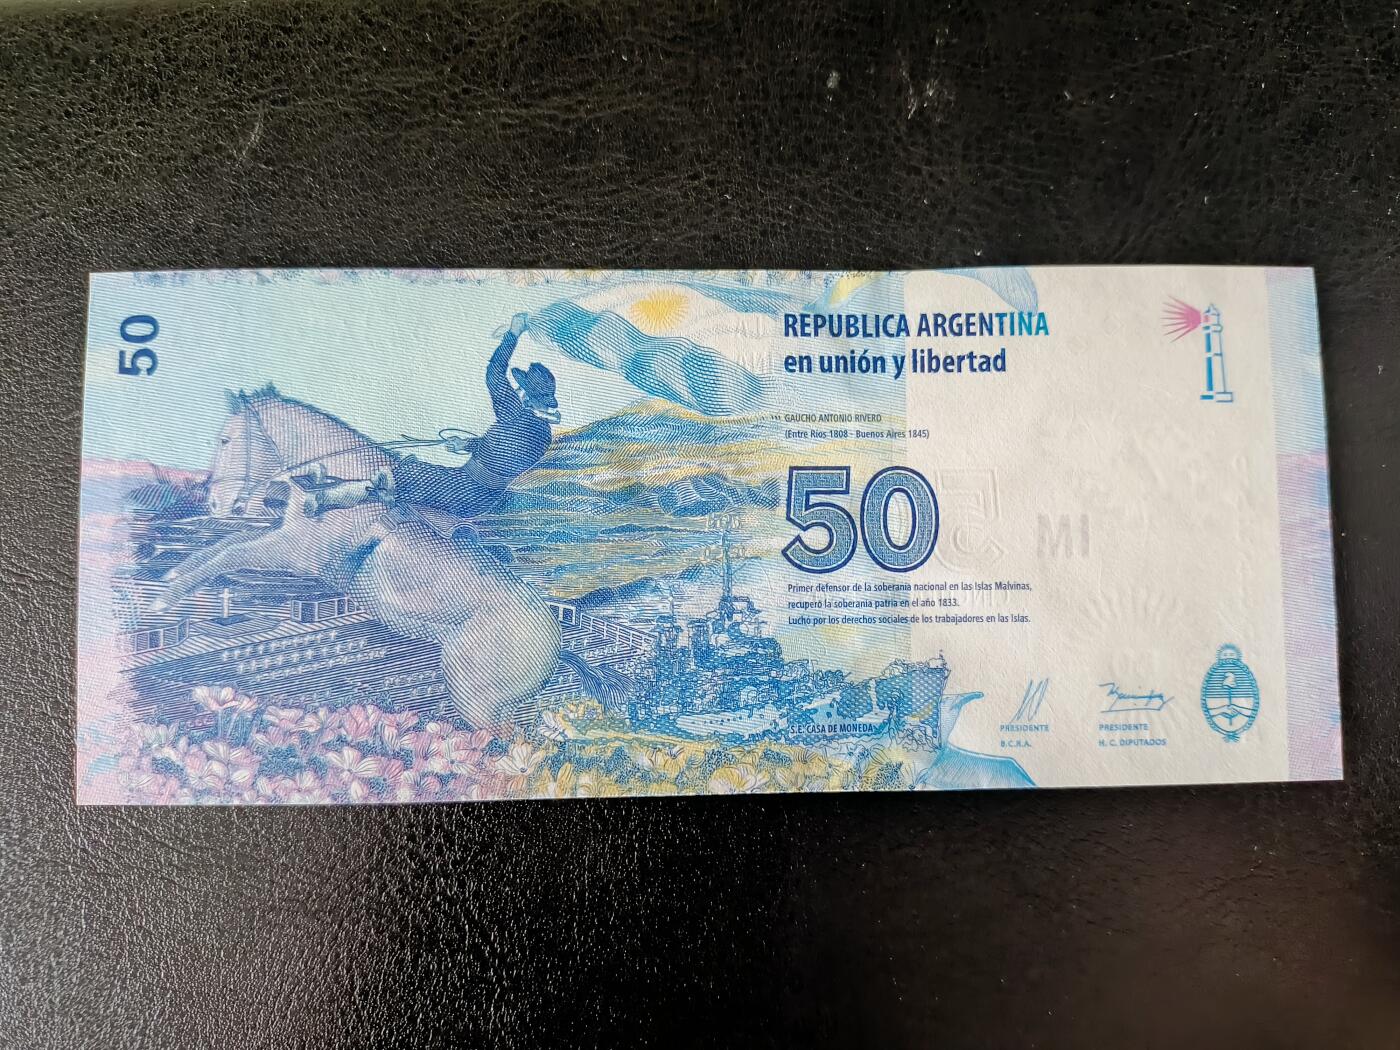 50
REPUBLICA ARGENTINA
en unión y libertad
GAUCHO ANTONIO RIVERO
(Entre Ríos 1808 - Buenos Aires 1845)
50
Primer defensor de la soberanía nacional en las Islas Malvinas,
recuperó la soberanía patria en el año 1833.
Luchó por los derechos sociales de los trabajadores en las Islas.
S.E. CASA DE MONEDA
PRESIDENTE
B.C.R.A.
PRESIDENTE
H. C. DIPUTADOS